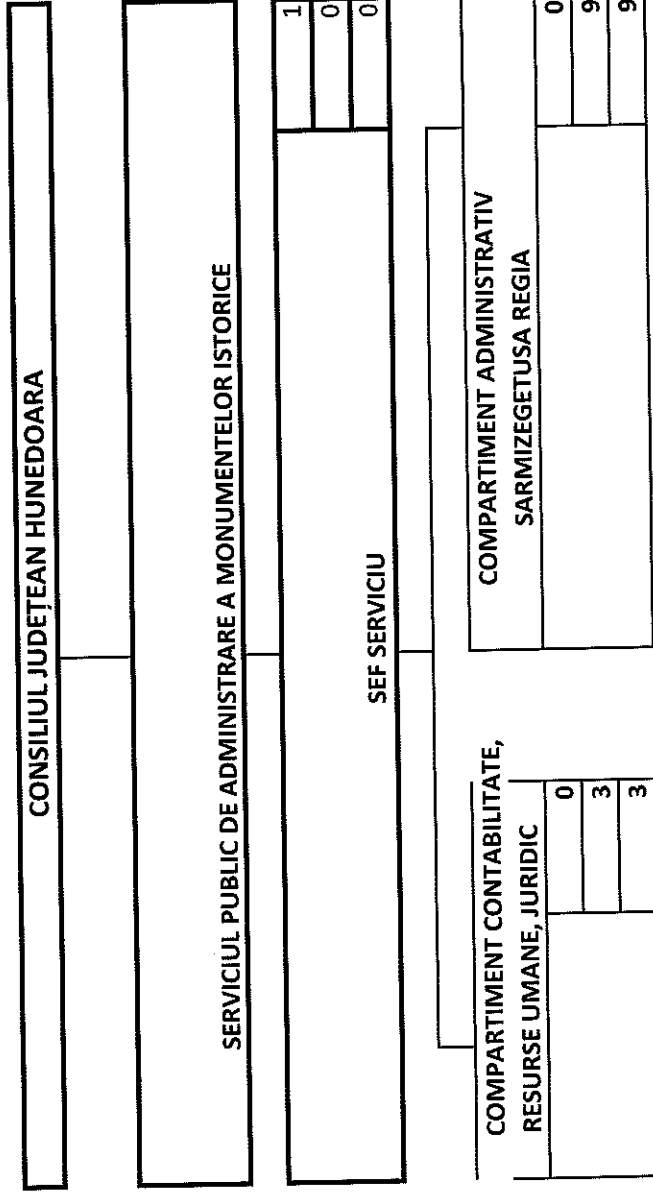 CONSILIUL JUDEȚEAN HUNEDOARA
SERVICIUL PUBLIC DE ADMINISTRARE A MONUMENTELOR ISTORICE
SEF SERVICIU
1
0
0
COMPARTIMENT CONTABILITATE,
RESURSE UMANE, JURIDIC
0
3
3
COMPARTIMENT ADMINISTRATIV
SARMIZEGETUSA REGIA
0
9
9